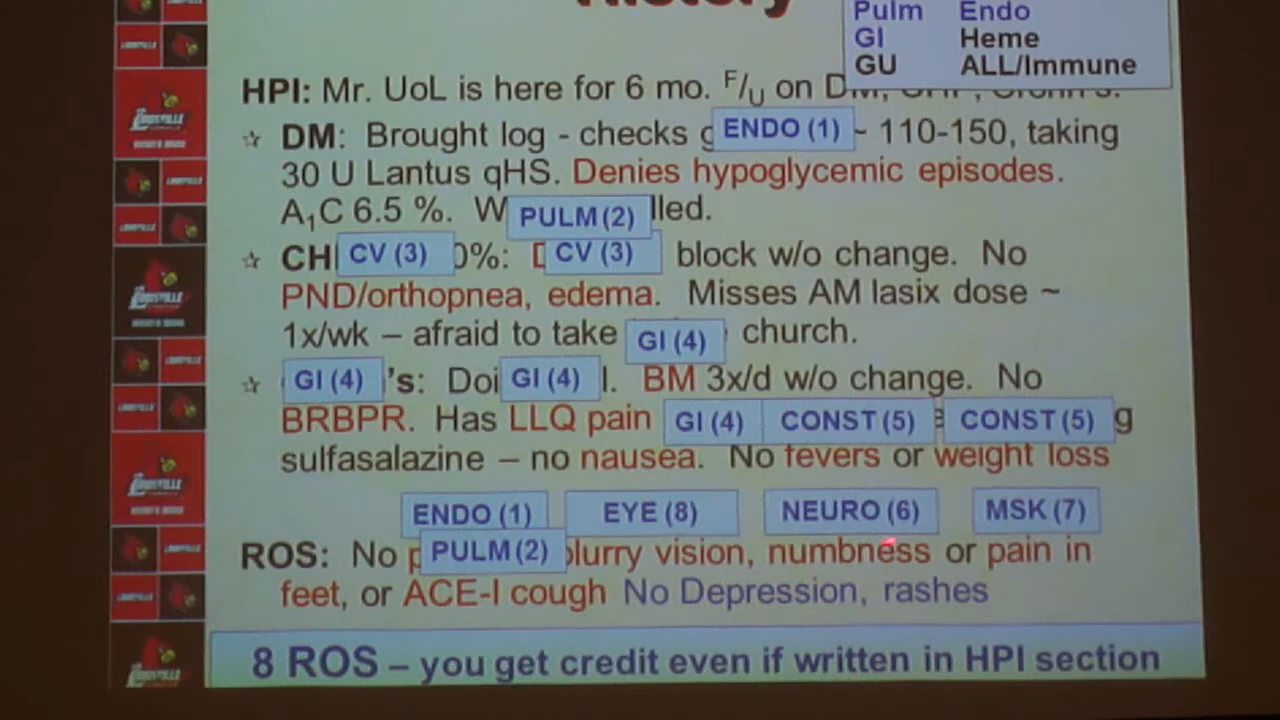 History
Pulm Endo
GI Heme
GU ALL/Immune
HPI: Mr. UoL is here for 6 mo. F/U on
DM: Brought log - checks ENDO (1) ~ 110-150, taking
30 U Lantus qHS. Denies hypoglycemic episodes.
A1C 6.5 %. PULM (2) lled.
CH CV (3) 0%: CV (3) block w/o change. No
PND/orthopnea, edema. Misses AM lasix dose ~
1x/wk – afraid to take GI (4) church.
GI (4) 's: Doi GI (4) l. BM 3x/d w/o change. No
BRBPR. Has LLQ pain GI (4) CONST (5) CONST (5) g
sulfasalazine – no nausea. No fevers or weight loss
ENDO (1) EYE (8) NEURO (6) MSK (7)
ROS: No p PULM (2) blurry vision, numbness or pain in
feet, or ACE-I cough No Depression, rashes
8 ROS – you get credit even if written in HPI section